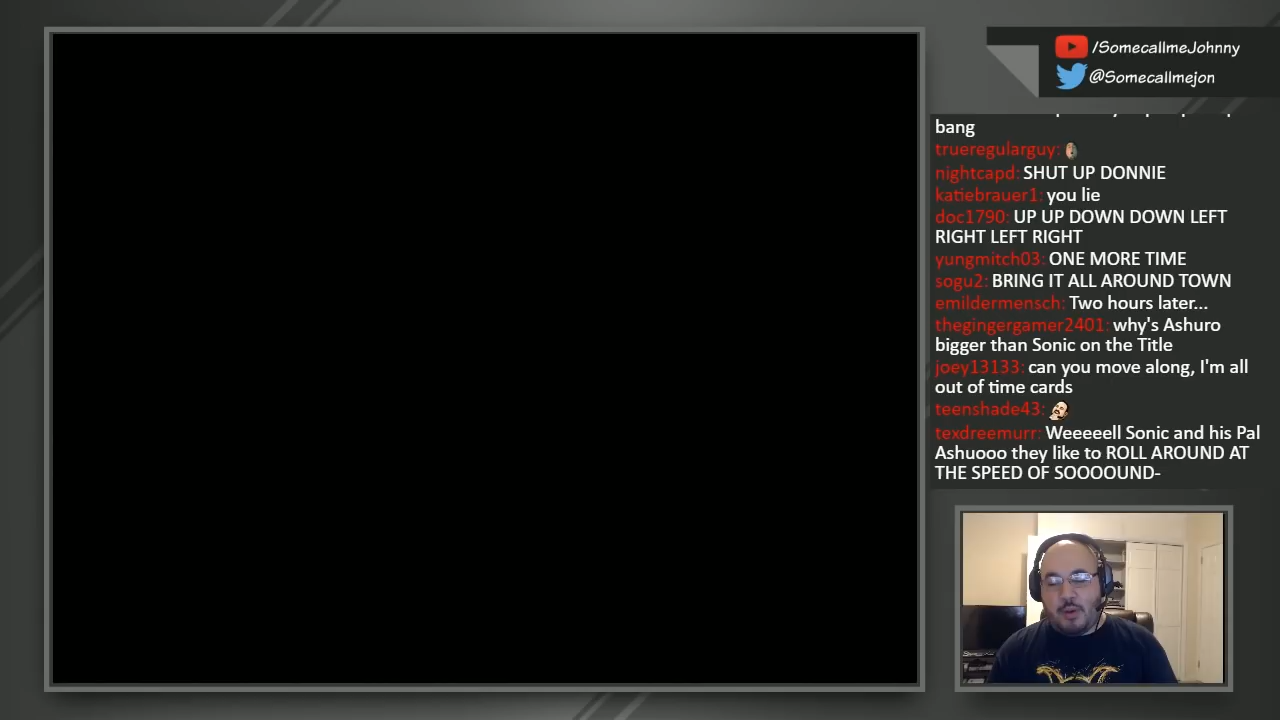 /SomecallmeJohnny
@Somecallmejon
bang
trueregularguy:
nightcapd: SHUT UP DONNIE
katiebrauer1: you lie
doc1790: UP UP DOWN DOWN LEFT
RIGHT LEFT RIGHT
yungmitch03: ONE MORE TIME
sogu2: BRING IT ALL AROUND TOWN
emildermensch: Two hours later...
thegingergamer2401: why's Ashuro
bigger than Sonic on the Title
joey13133: can you move along, I'm all
out of time cards
teenshade43:
texdreemurr: Weeeeell Sonic and his Pal
Ashuooo they like to ROLL AROUND AT
THE SPEED OF SOOOOUND-